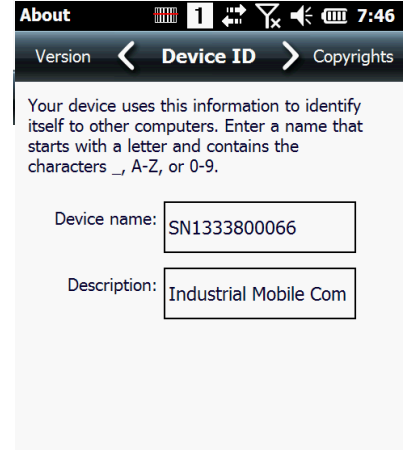 About 1 7:46
Version Device ID Copyrights
Your device uses this information to identify
itself to other computers. Enter a name that
starts with a letter and contains the
characters _, A-Z, or 0-9.
Device name: SN1333800066
Description: Industrial Mobile Com